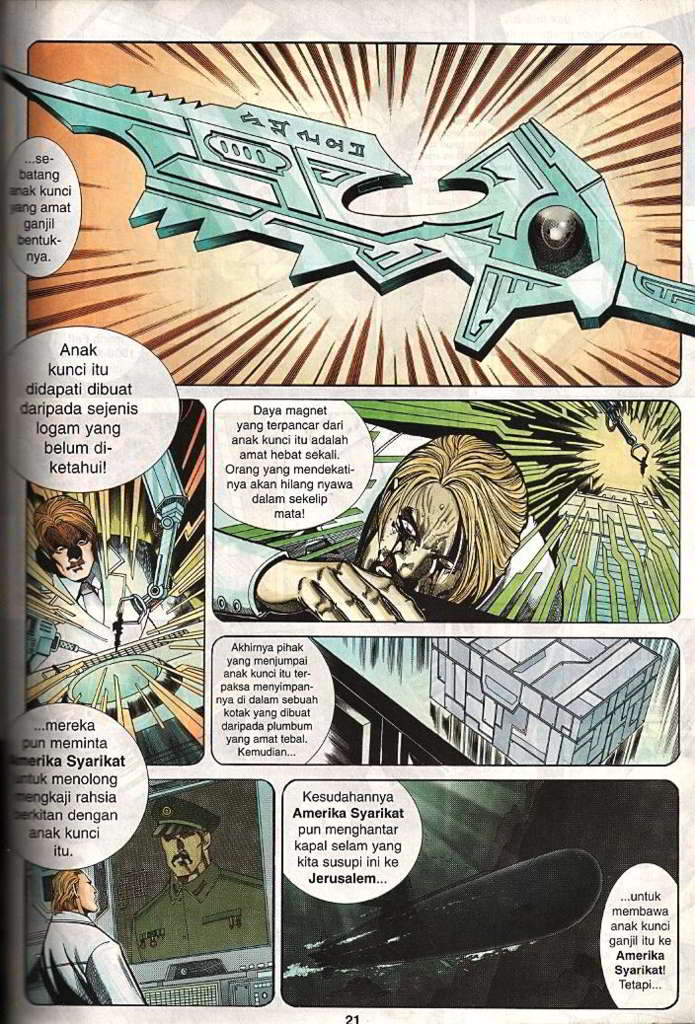 ...se-
batang
anak kunci
yang amat
ganjil
bentuk-
nya.
Anak
kunci itu
didapati dibuat
daripada sejenis
logam yang
belum di-
ketahui!
Daya magnet
yang terpancar dari
anak kunci itu adalah
amat hebat sekali.
Orang yang mendekati-
nya akan hilang nyawa
dalam sekelip
mata!
Akhirnya pihak
yang menjumpai
anak kunci itu ter-
paksa menyimpan-
nya di dalam sebuah
kotak yang dibuat
daripada plumbum
yang amat tebal.
Kemudian...
...mereka
pun meminta
Amerika Syarikat
untuk menolong
mengkaji rahsia
berkitan dengan
anak kunci
itu.
Kesudahannya
Amerika Syarikat
pun menghantar
kapal selam yang
kita susupi ini ke
Jerusalem...
...untuk
membawa
anak kunci
ganjil itu ke
Amerika
Syarikat!
Tetapi...
21